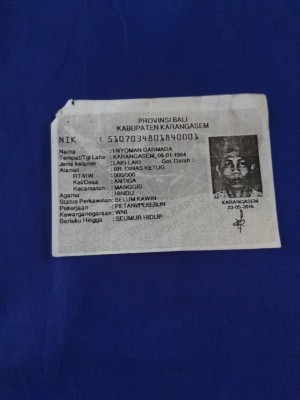 PROVINSI BALI
KABUPATEN KARANGASEM
NIK : 5107034801840001
Nama : I NYOMAN DARMADA
Tempat/Tgl Lahir : KARANGASEM, 08-01-1984
Jenis kelamin : LAKI-LAKI Gol. Darah :-
Alamat : BR. DINAS KETUG
RT/RW : 000/000
Kel/Desa : ANTIGA
Kecamatan : MANGGIS
Agama : HINDU
Status Perkawinan : BELUM KAWIN
Pekerjaan : PETANI/PEKEBUN
Kewarganegaraan : WNI
Berlaku Hingga : SEUMUR HIDUP
KARANGASEM
23-05-2016